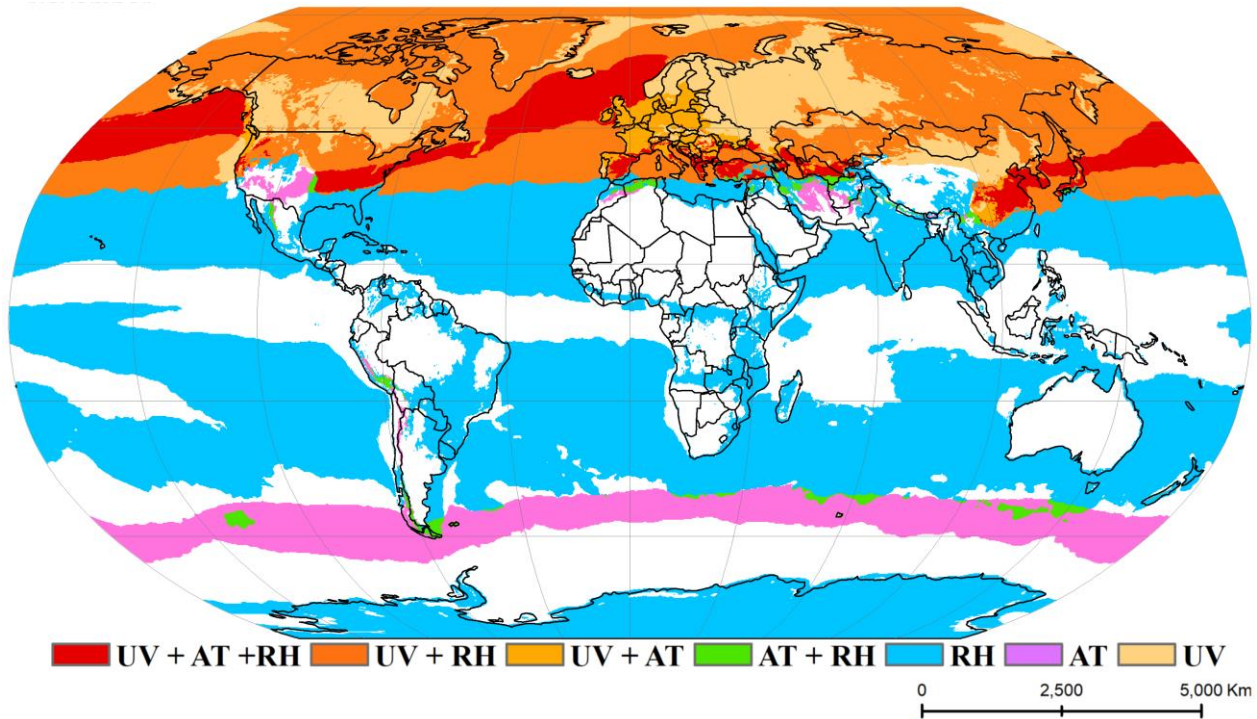 UV + AT +RH UV + RH UV + AT AT + RH RH AT UV
0 2,500 5,000 Km